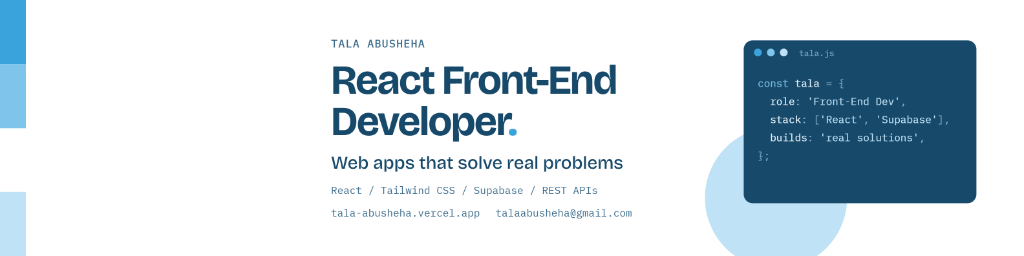 TALA ABUSHEHA
React Front-End
Developer.
Web apps that solve real problems
React / Tailwind CSS / Supabase / REST APIs
tala-abusheha.vercel.app talaabusheha@gmail.com
tala.js
const tala = {
role: 'Front-End Dev',
stack: ['React', 'Supabase'],
builds: 'real solutions',
};